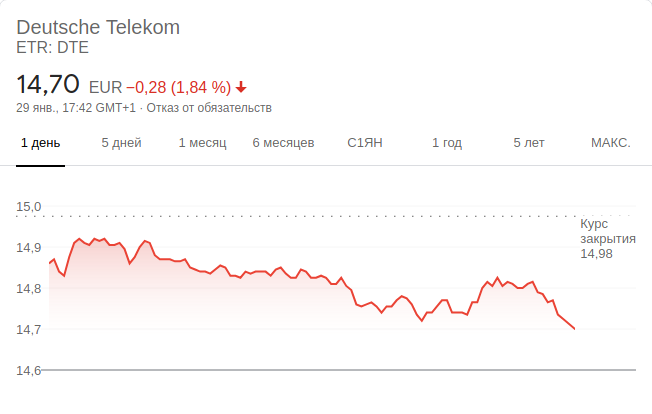 Deutsche Telekom
ETR: DTE
14,70 EUR −0,28 (1,84 %)
29 янв., 17:42 GMT+1 · Отказ от обязательств
1 день 5 дней 1 месяц 6 месяцев С1ЯН 1 год 5 лет МАКС.
15,0
Курс
закрытия
14,98
14,9
14,8
14,7
14,6